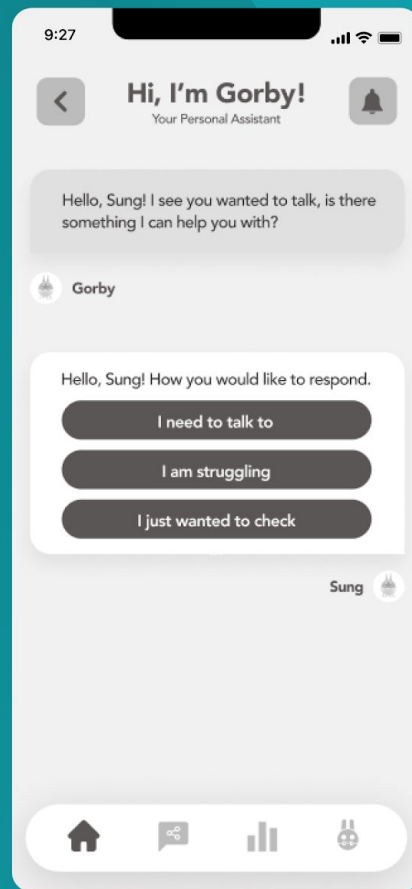 9:27
Hi, I’m Gorby!
Your Personal Assistant
Hello, Sung! I see you wanted to talk, is there
something I can help you with?
Gorby
Hello, Sung! How you would like to respond.
I need to talk to
I am struggling
I just wanted to check
Sung